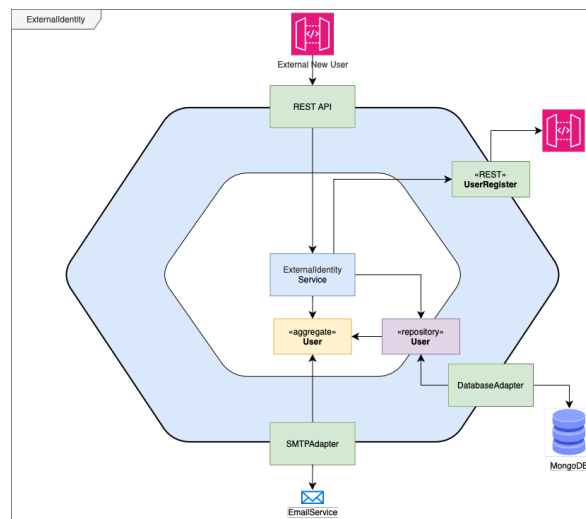 ExternalIdentity
External New User
REST API
«REST»
UserRegister
ExternalIdentity
Service
«aggregate»
User
«repository»
User
DatabaseAdapter
SMTPAdapter
MongoDB
EmailService